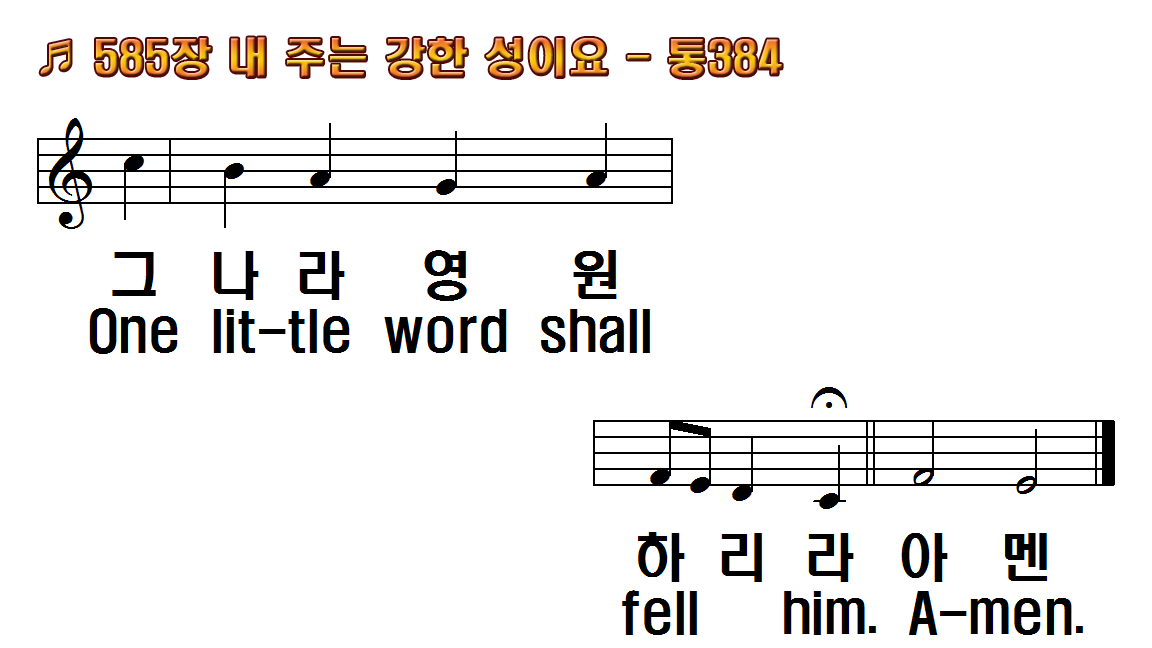 ♬ 585장 내 주는 강한 성이요 - 통384
그 나 라 영 원
One lit-tle word shall
하 리 라 아 멘
fell him. A-men.